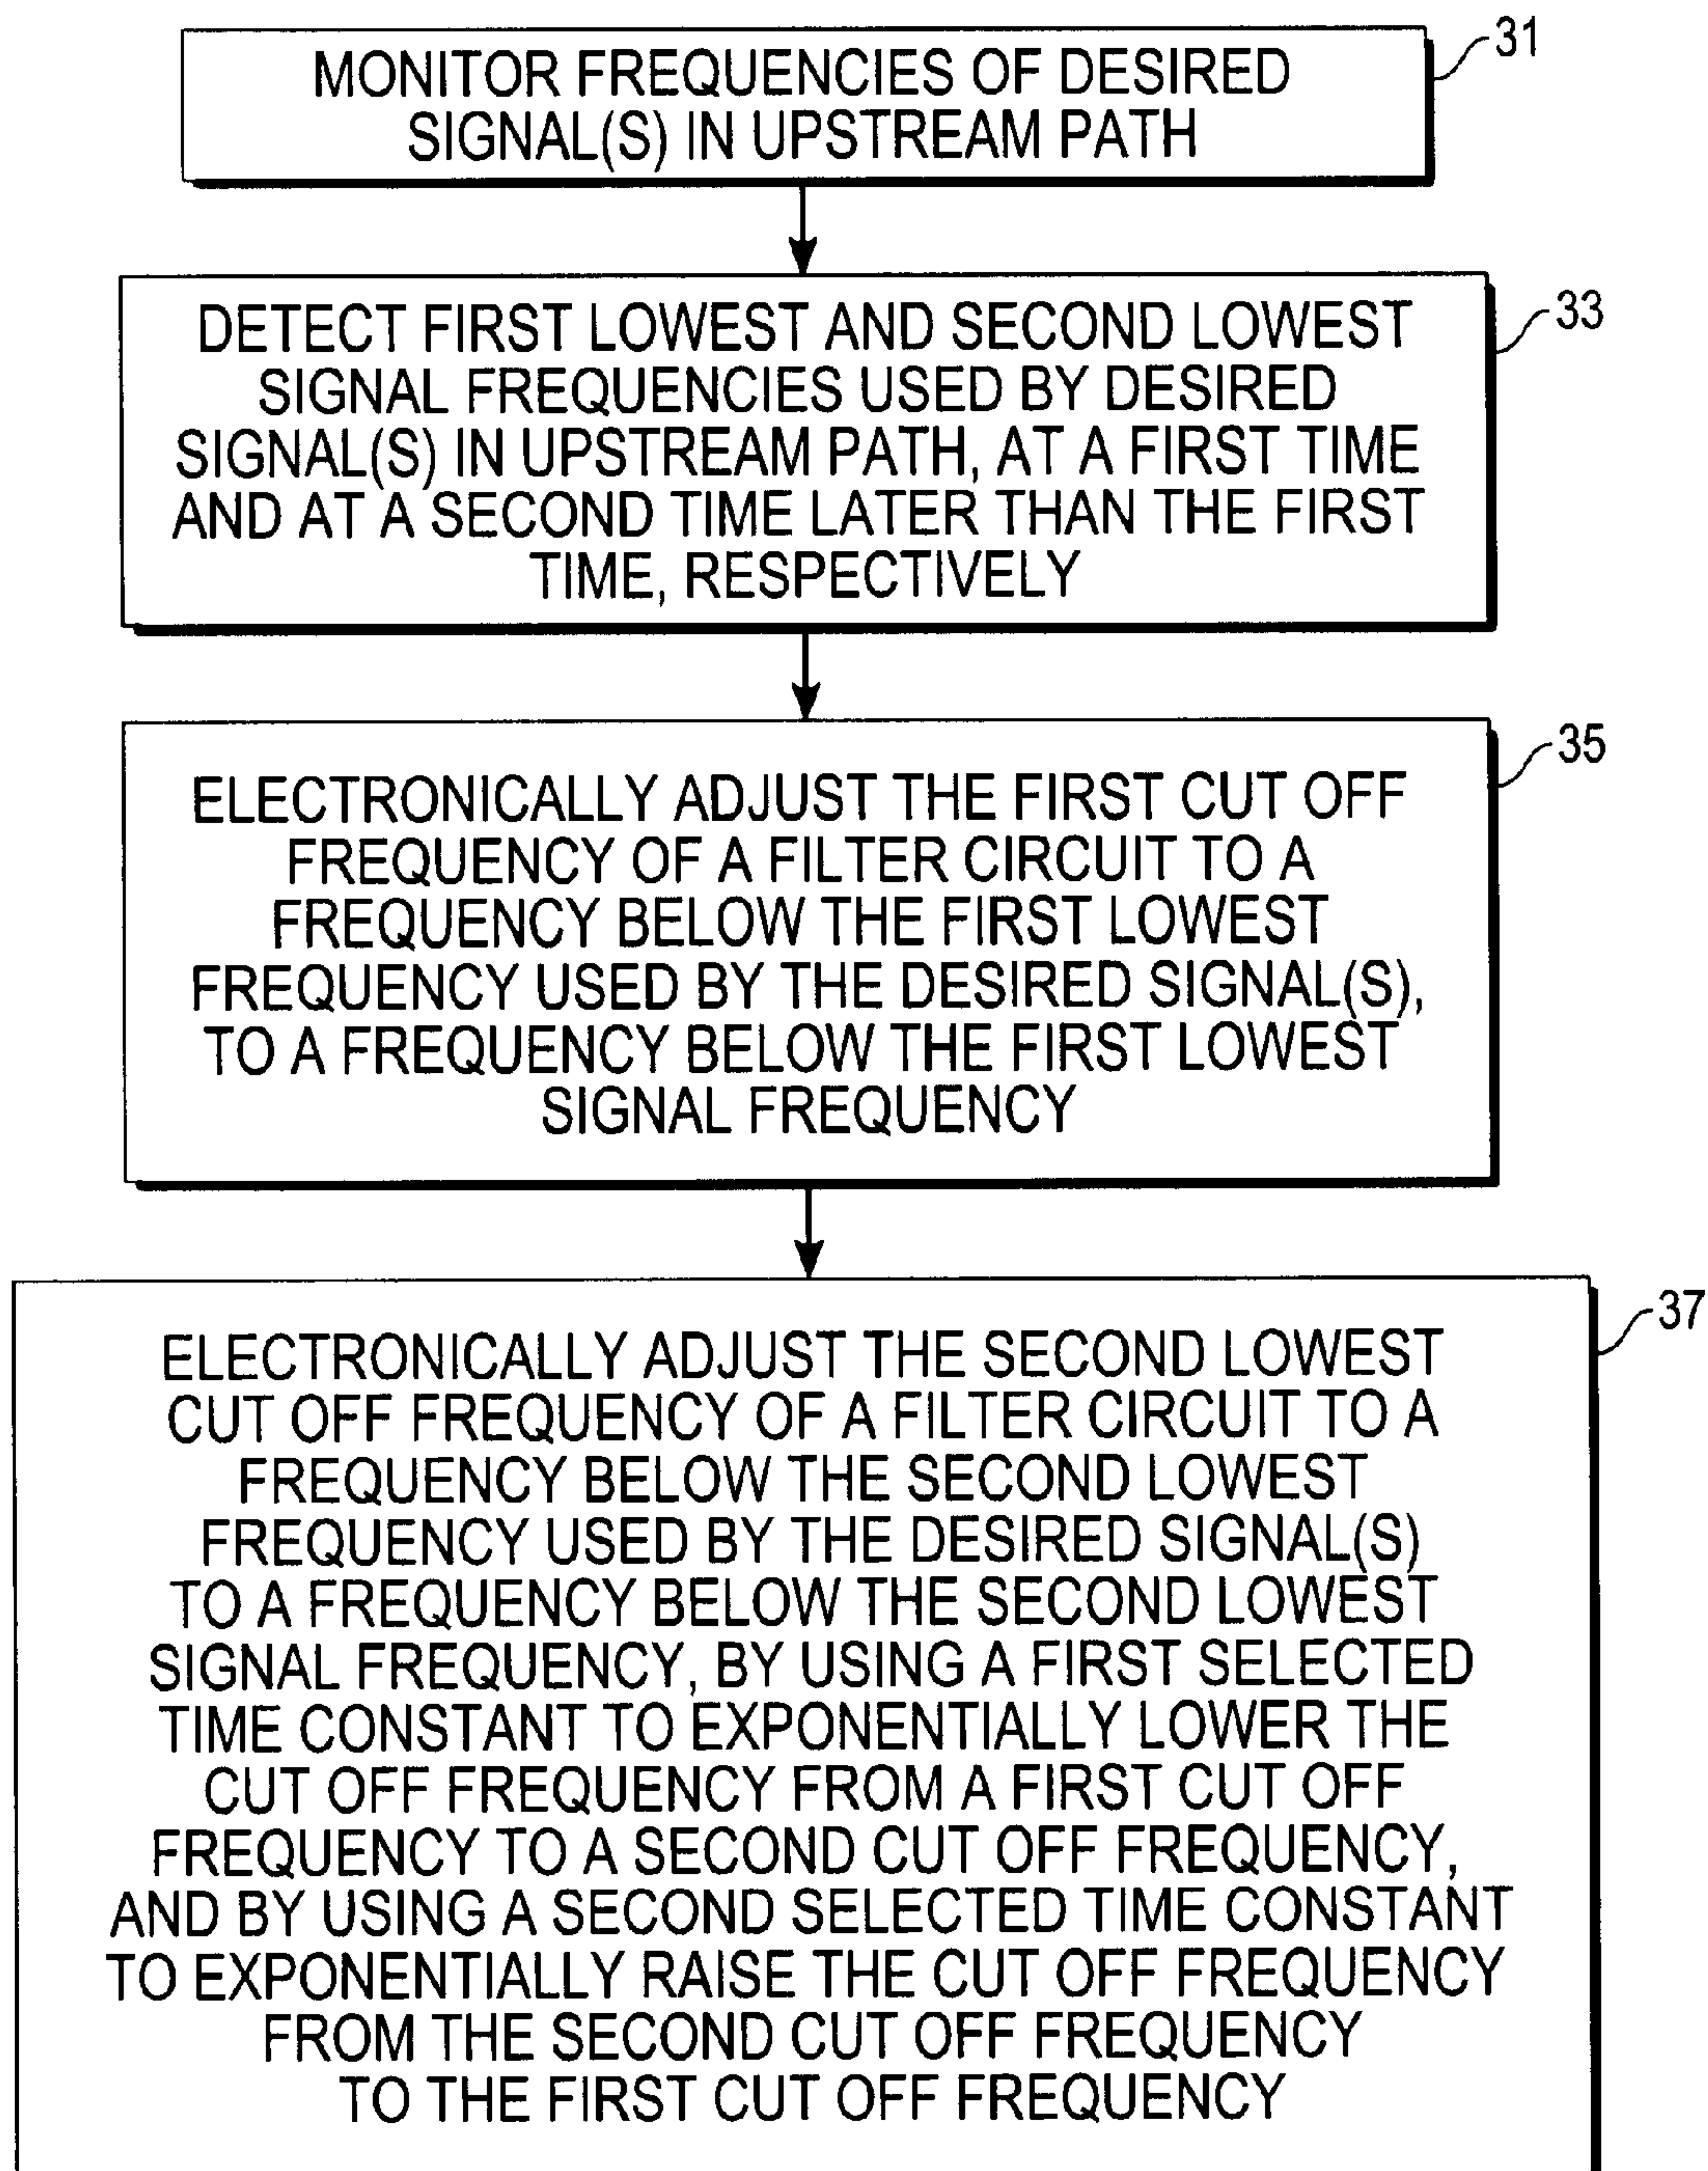 MONITOR FREQUENCIES OF DESIRED
SIGNAL(S) IN UPSTREAM PATH
31
DETECT FIRST LOWEST AND SECOND LOWEST
SIGNAL FREQUENCIES USED BY DESIRED
SIGNAL(S) IN UPSTREAM PATH, AT A FIRST TIME
AND AT A SECOND TIME LATER THAN THE FIRST
TIME, RESPECTIVELY
33
ELECTRONICALLY ADJUST THE FIRST CUT OFF
FREQUENCY OF A FILTER CIRCUIT TO A
FREQUENCY BELOW THE FIRST LOWEST
FREQUENCY USED BY THE DESIRED SIGNAL(S),
TO A FREQUENCY BELOW THE FIRST LOWEST
SIGNAL FREQUENCY
35
ELECTRONICALLY ADJUST THE SECOND LOWEST
CUT OFF FREQUENCY OF A FILTER CIRCUIT TO A
FREQUENCY BELOW THE SECOND LOWEST
FREQUENCY USED BY THE DESIRED SIGNAL(S)
TO A FREQUENCY BELOW THE SECOND LOWEST
SIGNAL FREQUENCY, BY USING A FIRST SELECTED
TIME CONSTANT TO EXPONENTIALLY LOWER THE
CUT OFF FREQUENCY FROM A FIRST CUT OFF
FREQUENCY TO A SECOND CUT OFF FREQUENCY,
AND BY USING A SECOND SELECTED TIME CONSTANT
TO EXPONENTIALLY RAISE THE CUT OFF FREQUENCY
FROM THE SECOND CUT OFF FREQUENCY
TO THE FIRST CUT OFF FREQUENCY
37